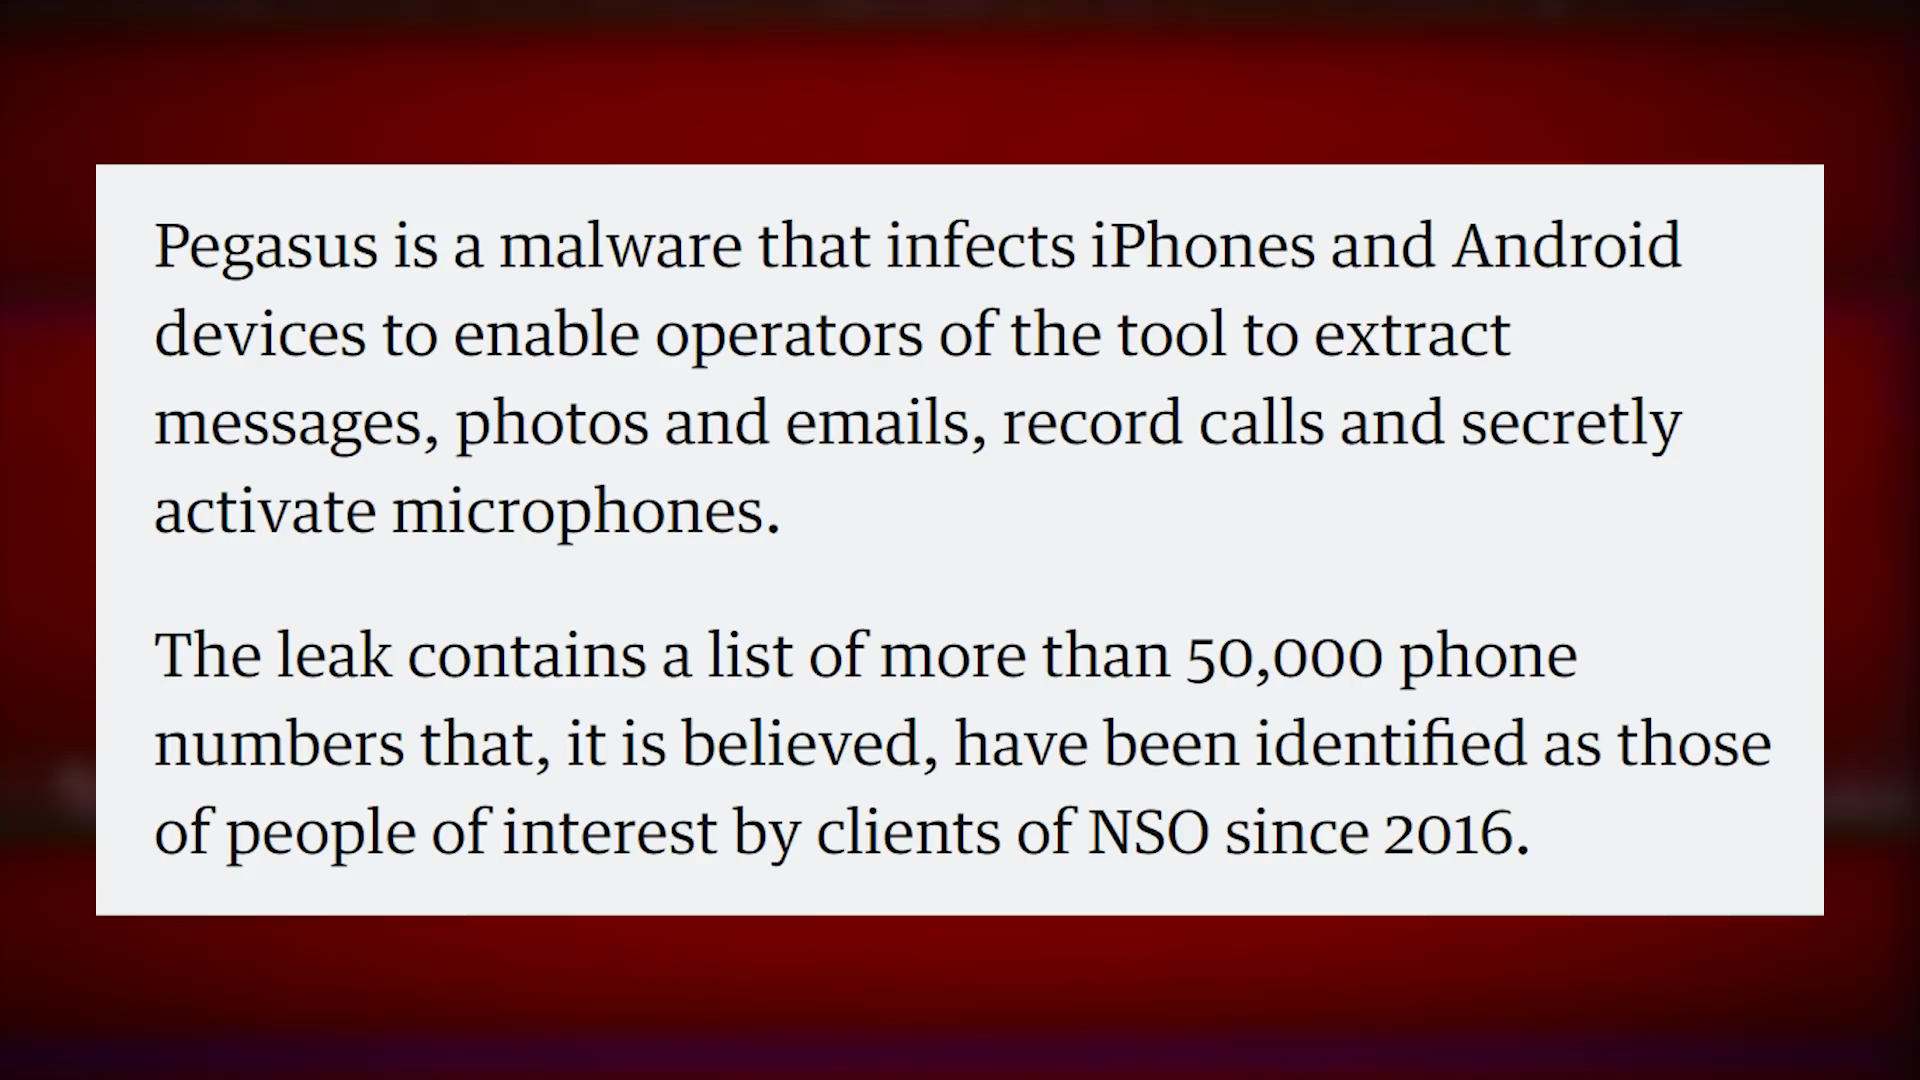 Pegasus is a malware that infects iPhones and Android
devices to enable operators of the tool to extract
messages, photos and emails, record calls and secretly
activate microphones.
The leak contains a list of more than 50,000 phone
numbers that, it is believed, have been identified as those
of people of interest by clients of NSO since 2016.